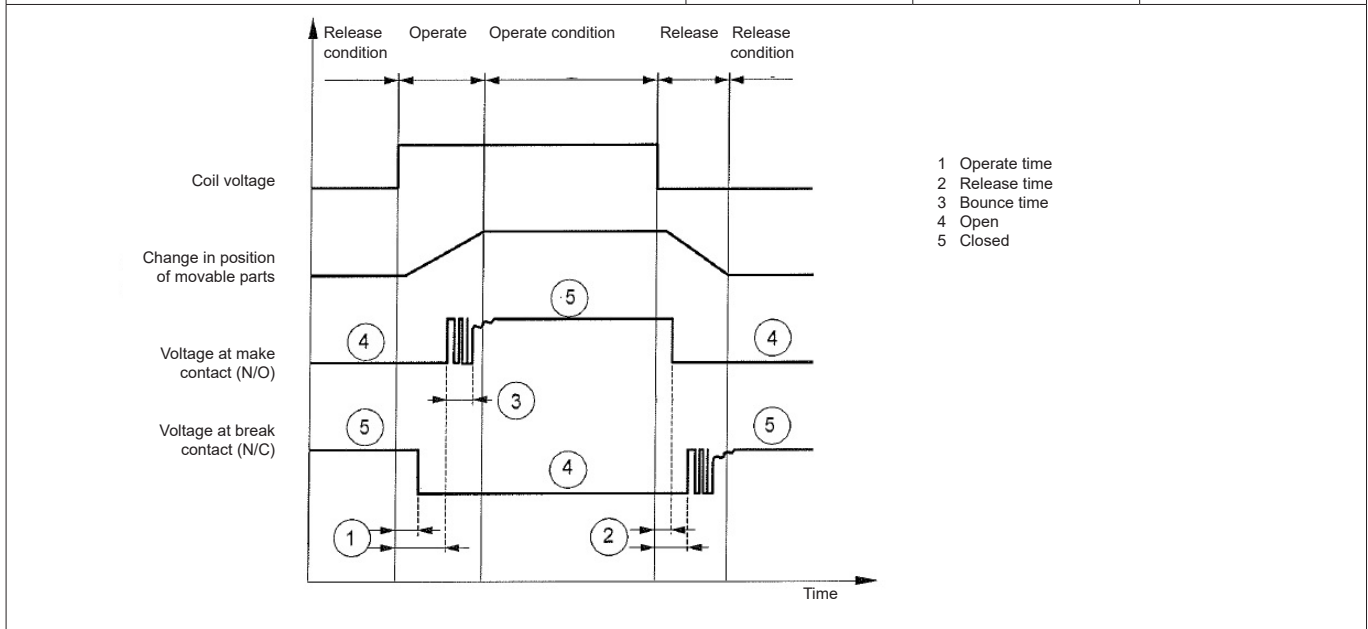 Release Operate Operate condition Release Release
condition condition
Coil voltage
Change in position
of movable parts
5
4
4
Voltage at make
contact (N/O)
3
5
5
Voltage at break
contact (N/C)
4
1
2
Time
1 Operate time
2 Release time
3 Bounce time
4 Open
5 Closed